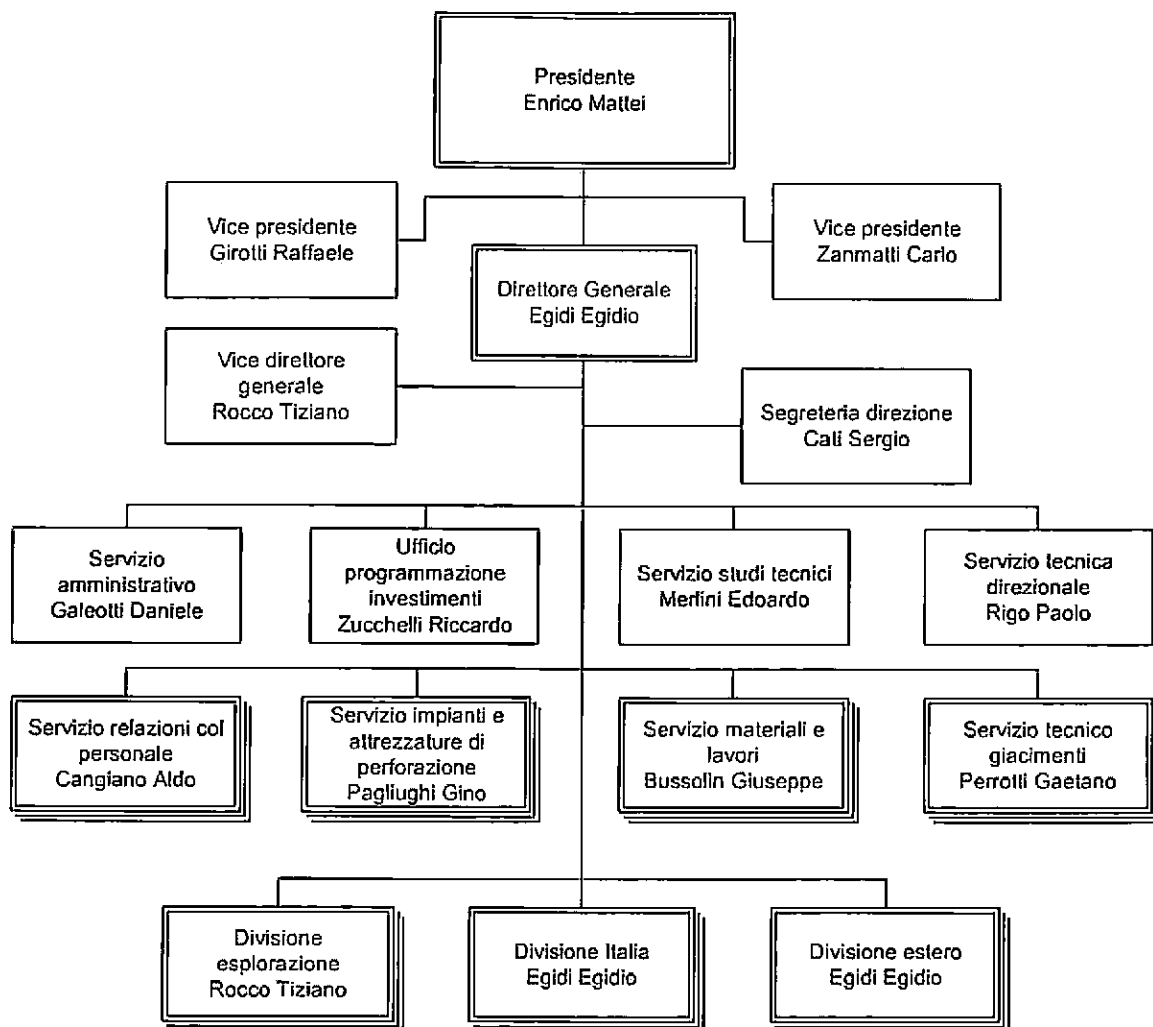 Presidente
Enrico Mattei
Vice presidente
Girotti Raffaele
Vice presidente
Zanmatti Carlo
Direttore Generale
Egidi Egidio
Vice direttore
generale
Rocco Tiziano
Segreteria direzione
Cali Sergio
Servizio
amministrativo
Galeotti Daniele
Ufficio
programmazione
investimenti
Zucchelli Riccardo
Servizio studi tecnici
Merlini Edoardo
Servizio tecnica
direzionale
Rigo Paolo
Servizio relazioni col
personale
Cangiano Aldo
Servizio impianti e
attrezzature di
perforazione
Pagliughi Gino
Servizio materiali e
lavori
Bussolin Giuseppe
Servizio tecnico
giacimenti
Perrotti Gaetano
Divisione
esplorazione
Rocco Tiziano
Divisione Italia
Egidi Egidio
Divisione estero
Egidi Egidio